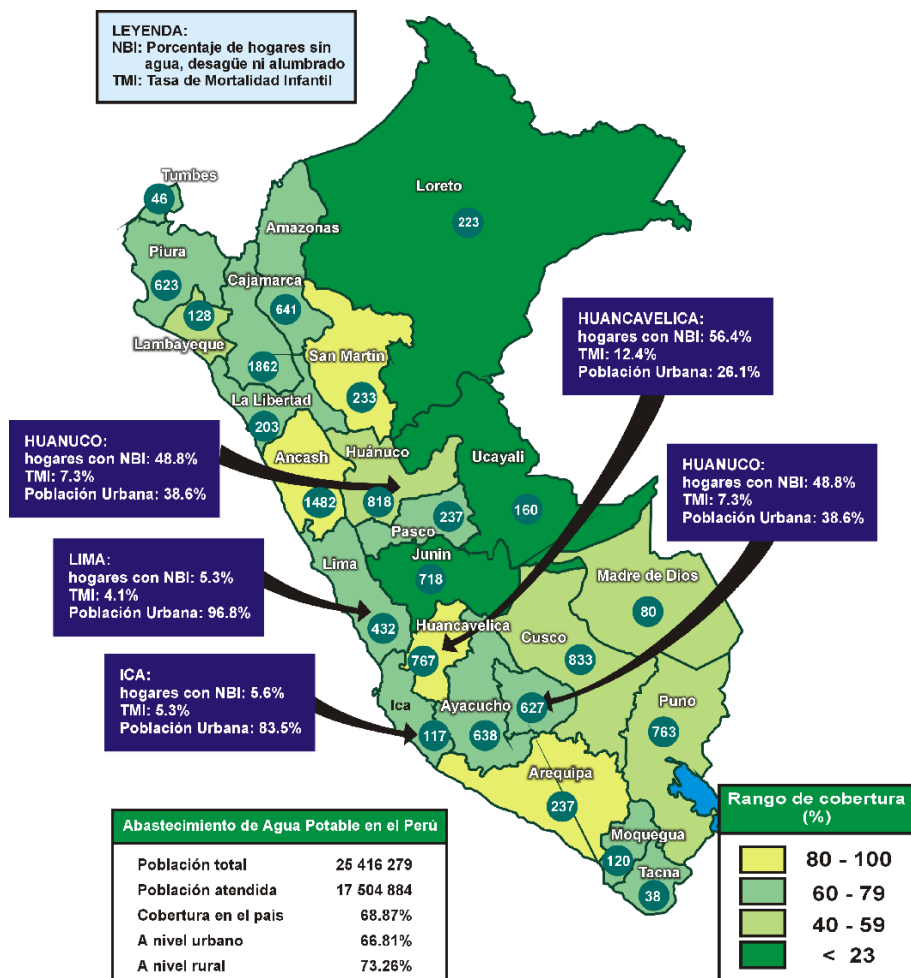 LEYENDA:
NBI: Porcentaje de hogares sin
agua, desagüe ni alumbrado
TMI: Tasa de Mortalidad Infantil
Tumbes
46
Loreto
223
Amazonas
Piura
623
Cajamarca
641
128
Lambayeque
1862
San Martín
233
HUANCAVELICA:
hogares con NBI: 56.4%
TMI: 12.4%
Población Urbana: 26.1%
La Libertad
203
HUANUCO:
hogares con NBI: 48.8%
TMI: 7.3%
Población Urbana: 38.6%
Ancash
1482
Huánuco
818
Ucayali
160
HUANUCO:
hogares con NBI: 48.8%
TMI: 7.3%
Población Urbana: 38.6%
237
Pasco
Lima
432
Junin
718
Madre de Dios
80
LIMA:
hogares con NBI: 5.3%
TMI: 4.1%
Población Urbana: 96.8%
Huancavelica
767
Cusco
833
ICA:
hogares con NBI: 5.6%
TMI: 5.3%
Población Urbana: 83.5%
Ica
117
Ayacucho
638
627
Puno
763
Arequipa
237
Moquegua
120
Tacna
38
Abastecimiento de Agua Potable en el Perú
Población total 25 416 279
Población atendida 17 504 884
Cobertura en el pais 68.87%
A nivel urbano 66.81%
A nivel rural 73.26%
Rango de cobertura
(%)
80 - 100
60 - 79
40 - 59
< 23